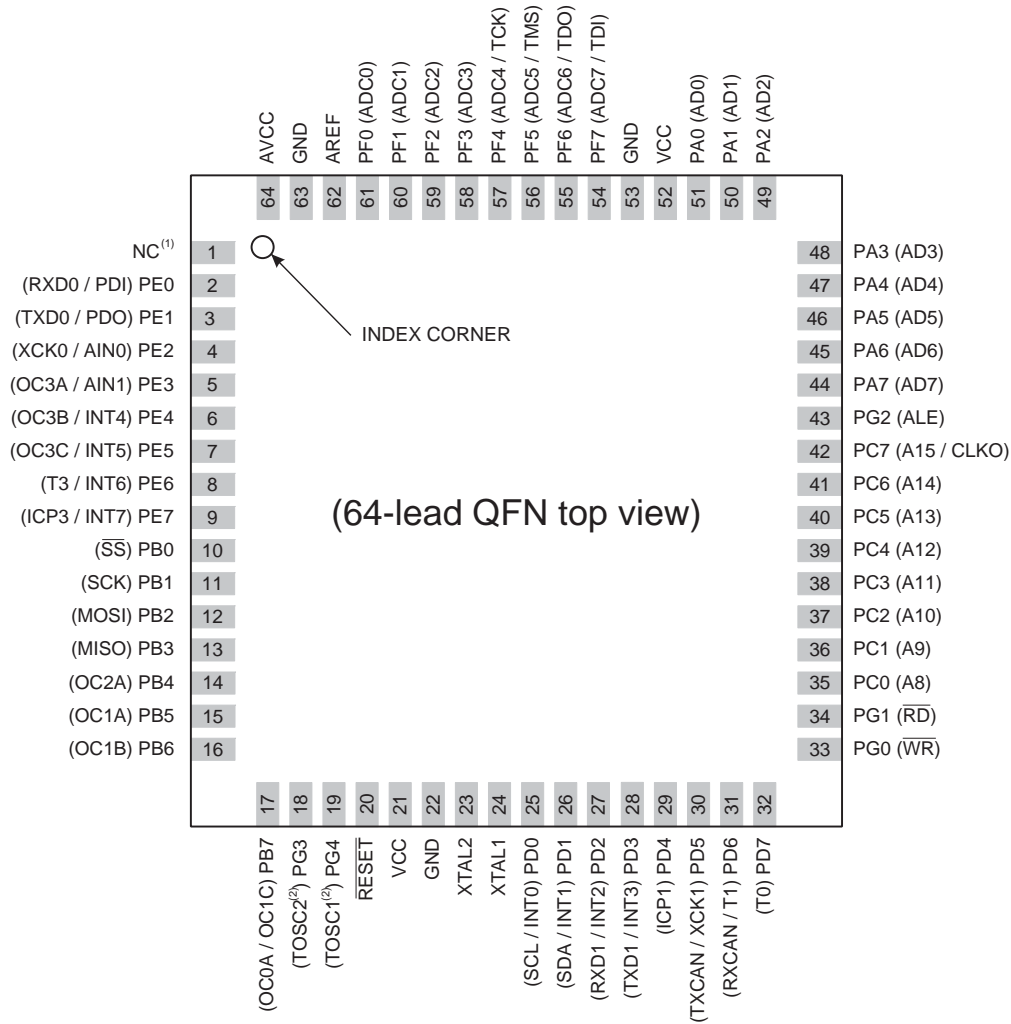 AVCC
GND
AREF
PF0 (ADC0)
PF1 (ADC1)
PF2 (ADC2)
PF3 (ADC3)
PF4 (ADC4 / TCK)
PF5 (ADC5 / TMS)
PF6 (ADC6 / TDO)
PF7 (ADC7 / TDI)
GND
VCC
PA0 (AD0)
PA1 (AD1)
PA2 (AD2)
64 63 62 61 60 59 58 57 56 55 54 53 52 51 50 49
NC(1) 1
(RXD0 / PDI) PE0 2
(TXD0 / PDO) PE1 3
(XCK0 / AIN0) PE2 4
(OC3A / AIN1) PE3 5
(OC3B / INT4) PE4 6
(OC3C / INT5) PE5 7
(T3 / INT6) PE6 8
(ICP3 / INT7) PE7 9
(S̅S̅) PB0 10
(SCK) PB1 11
(MOSI) PB2 12
(MISO) PB3 13
(OC2A) PB4 14
(OC1A) PB5 15
(OC1B) PB6 16
INDEX CORNER
(64-lead QFN top view)
48 PA3 (AD3)
47 PA4 (AD4)
46 PA5 (AD5)
45 PA6 (AD6)
44 PA7 (AD7)
43 PG2 (ALE)
42 PC7 (A15 / CLKO)
41 PC6 (A14)
40 PC5 (A13)
39 PC4 (A12)
38 PC3 (A11)
37 PC2 (A10)
36 PC1 (A9)
35 PC0 (A8)
34 PG1 (R̅D̅)
33 PG0 (W̅R̅)
17 18 19 20 21 22 23 24 25 26 27 28 29 30 31 32
(OC0A / OC1C) PB7
(TOSC2(2)) PG3
(TOSC1(2)) PG4
R̅E̅S̅E̅T̅
VCC
GND
XTAL2
XTAL1
(SCL / INT0) PD0
(SDA / INT1) PD1
(RXD1 / INT2) PD2
(TXD1 / INT3) PD3
(ICP1) PD4
(TXCAN / XCK1) PD5
(RXCAN / T1) PD6
(T0) PD7